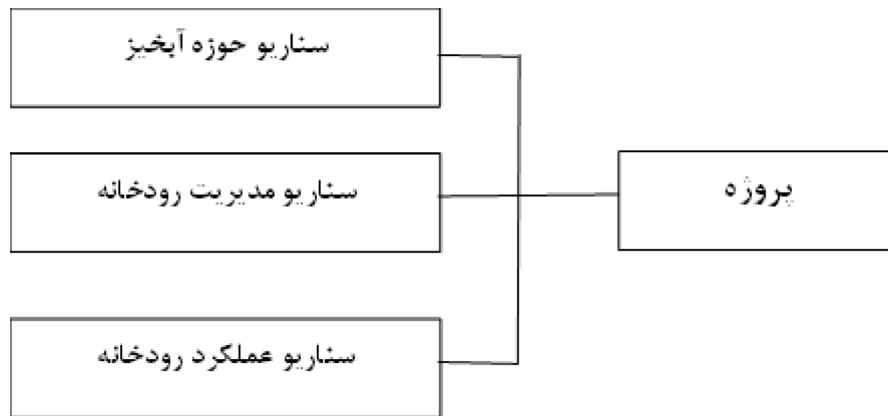 سناریو حوزه آبخیز
سناریو مدیریت رودخانه
پروژه
سناریو عملکرد رودخانه